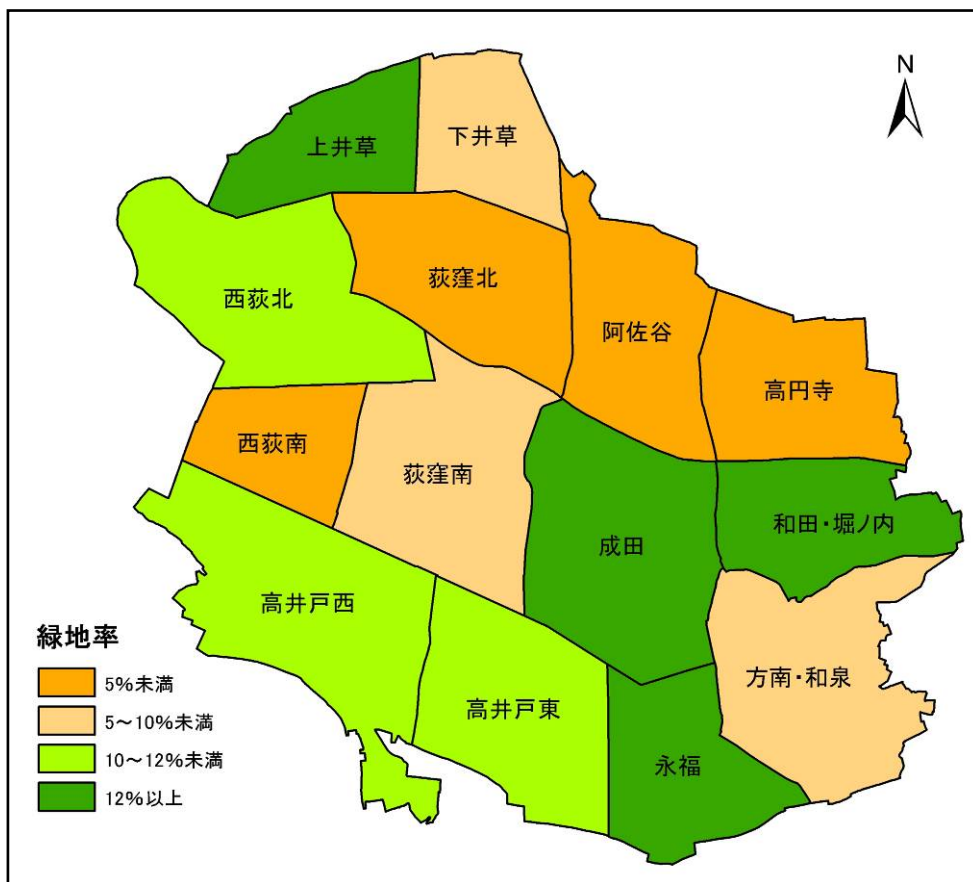 N
上井草
下井草
西荻北
荻窪北
阿佐谷
高円寺
西荻南
荻窪南
成田
和田・堀ノ内
高井戸西
高井戸東
方南・和泉
永福
緑地率
5%未満
5～10%未満
10～12%未満
12%以上